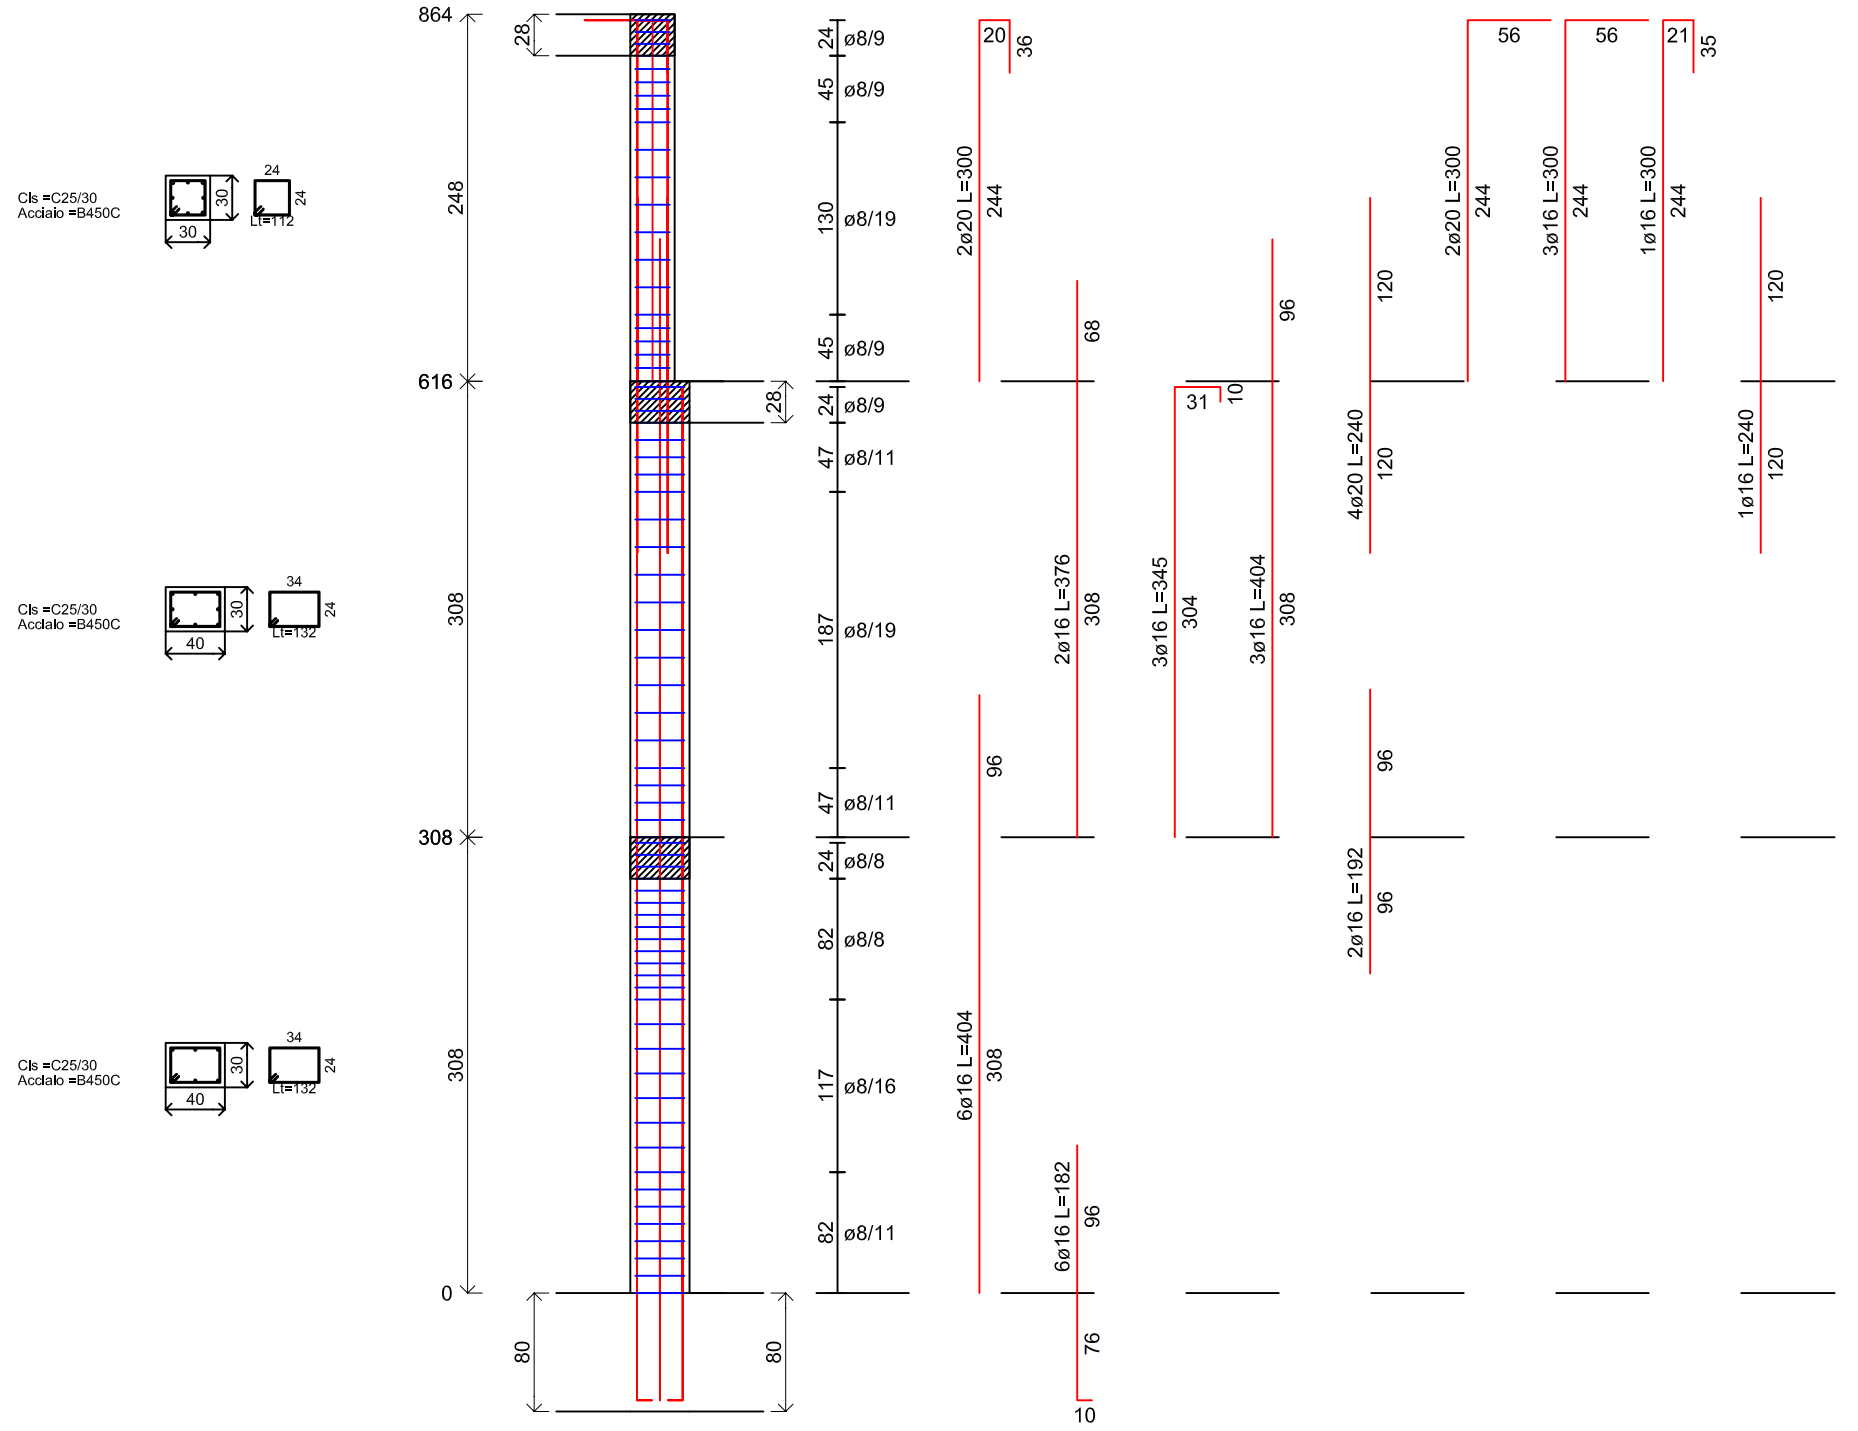 864
28
24 ø8/9
20
36
56
56
21
35
45 ø8/9
Cls =C25/30
Acciaio =B450C
30
30
24
24
Lt=112
248
130 ø8/19
2ø20 L=300
244
2ø20 L=300
244
3ø16 L=300
244
1ø16 L=300
244
120
120
68
96
45 ø8/9
616
28
24 ø8/9
31
10
47 ø8/11
4ø20 L=240
120
1ø16 L=240
120
Cls =C25/30
Acciaio =B450C
30
40
34
24
Lt=132
308
187 ø8/19
2ø16 L=376
308
3ø16 L=345
304
3ø16 L=404
308
96
96
47 ø8/11
308
24 ø8/8
82 ø8/8
2ø16 L=192
96
Cls =C25/30
Acciaio =B450C
30
40
34
24
Lt=132
308
117 ø8/16
6ø16 L=404
308
82 ø8/11
6ø16 L=182
96
0
80
80
76
10